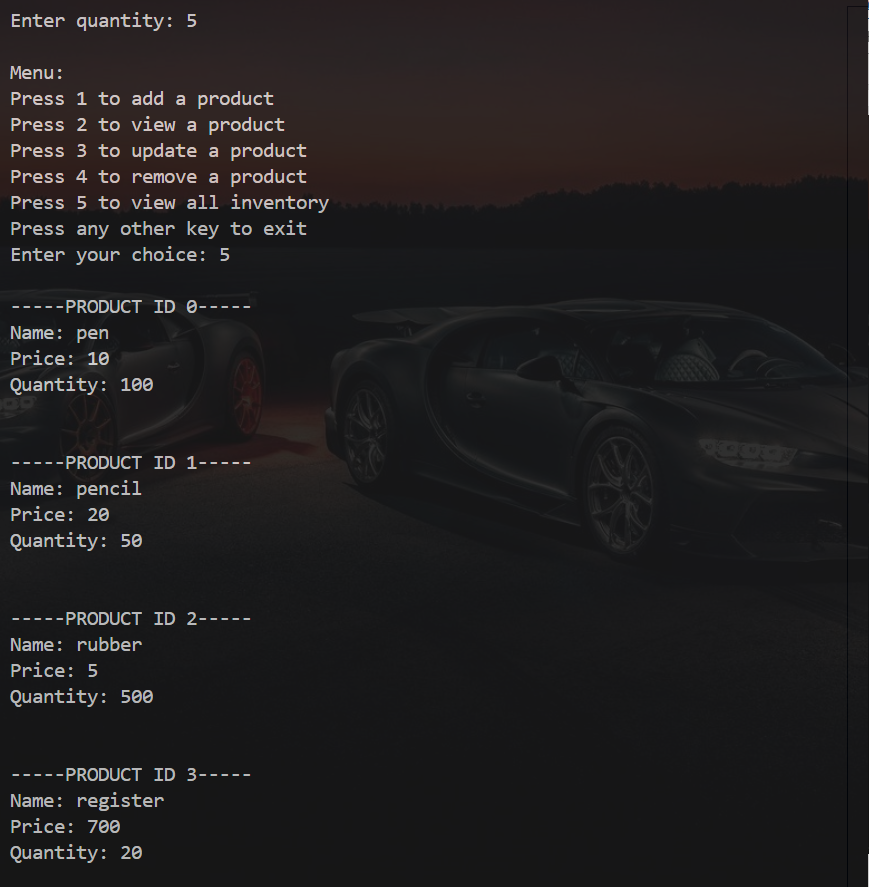 Enter quantity: 5
Menu:
Press 1 to add a product
Press 2 to view a product
Press 3 to update a product
Press 4 to remove a product
Press 5 to view all inventory
Press any other key to exit
Enter your choice: 5
-----PRODUCT ID 0-----
Name: pen
Price: 10
Quantity: 100
-----PRODUCT ID 1-----
Name: pencil
Price: 20
Quantity: 50
-----PRODUCT ID 2-----
Name: rubber
Price: 5
Quantity: 500
-----PRODUCT ID 3-----
Name: register
Price: 700
Quantity: 20